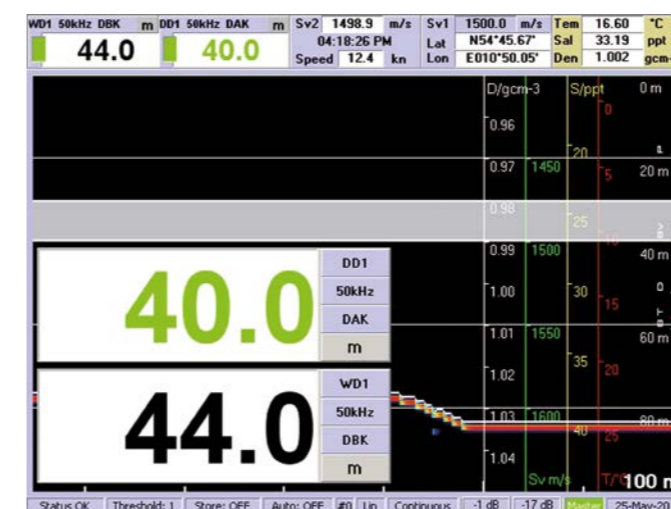 WD1 50kHz DBK m DD1 50kHz DAK m Sv2 1498.9 m/s Sv1 1500.0 m/s Tem 16.60 °C
44.0 40.0 04:18:26 PM Lat N54°45.67' Sal 33.19 ppt
Speed 12.4 kn Lon E010°50.05' Den 1.002 gcm-
D/gcm-3 S/ppt 0 m
0
0.96
20
0.97 1450 5 20 m
0.98 25
10
0.99 1500 40 m
40.0 DD1
50kHz
DAK
m
1.00 30
15
1.01 1550 60 m
35
1.02 20
44.0 WD1
50kHz
DBK
m
1.03 1600 80 m
40 25
1.04
Sv m/s T/°C 100 m
Status OK Threshold: 1 Store: OFF Auto: OFF #0 Lin Continuous -1 dB -17 dB Master 25-May-20